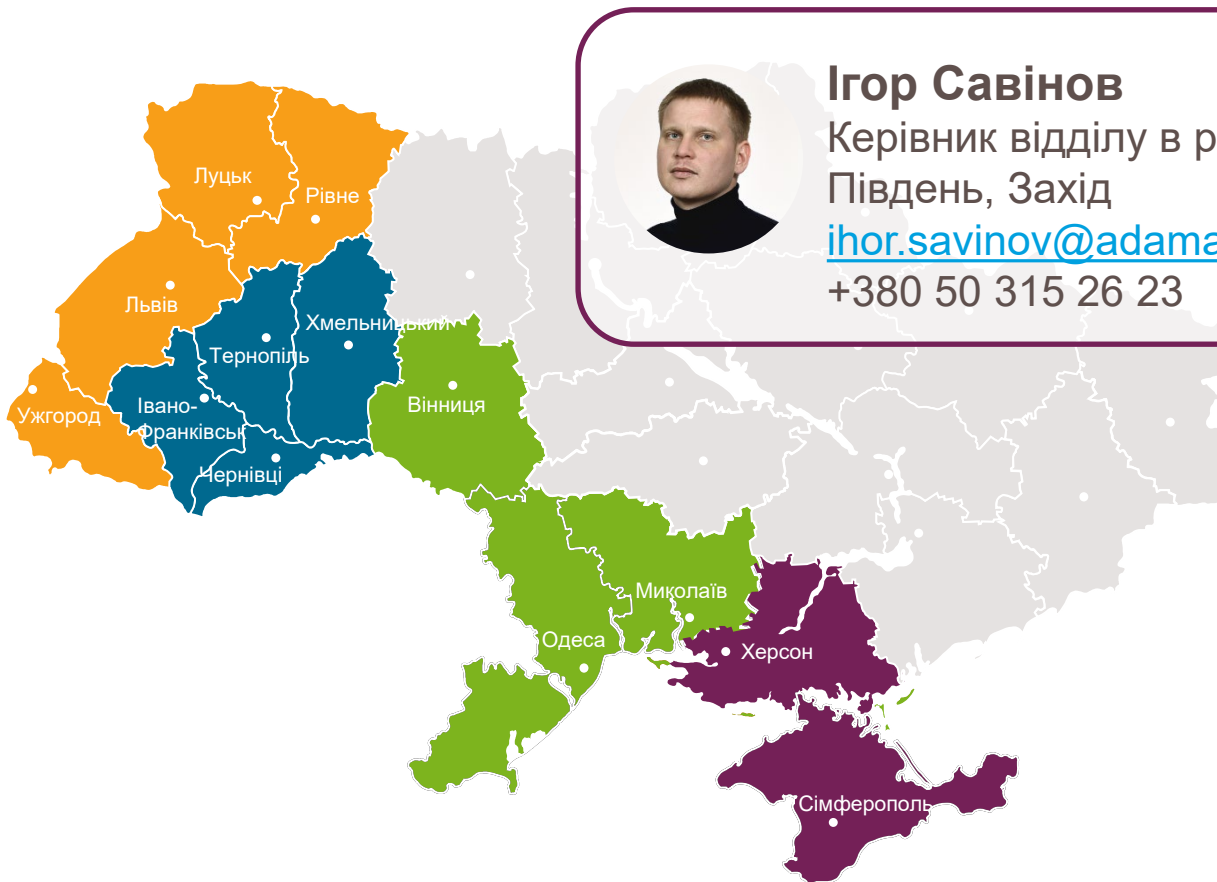 Ігор Савінов
Керівник відділу в р
Південь, Захід
ihor.savinov@adama
+380 50 315 26 23
Луцьк
Рівне
Львів
Хмельницький
Тернопіль
Вінниця
Ужгород
Івано-
Франківськ
Чернівці
Миколаїв
Одеса
Херсон
Сімферополь